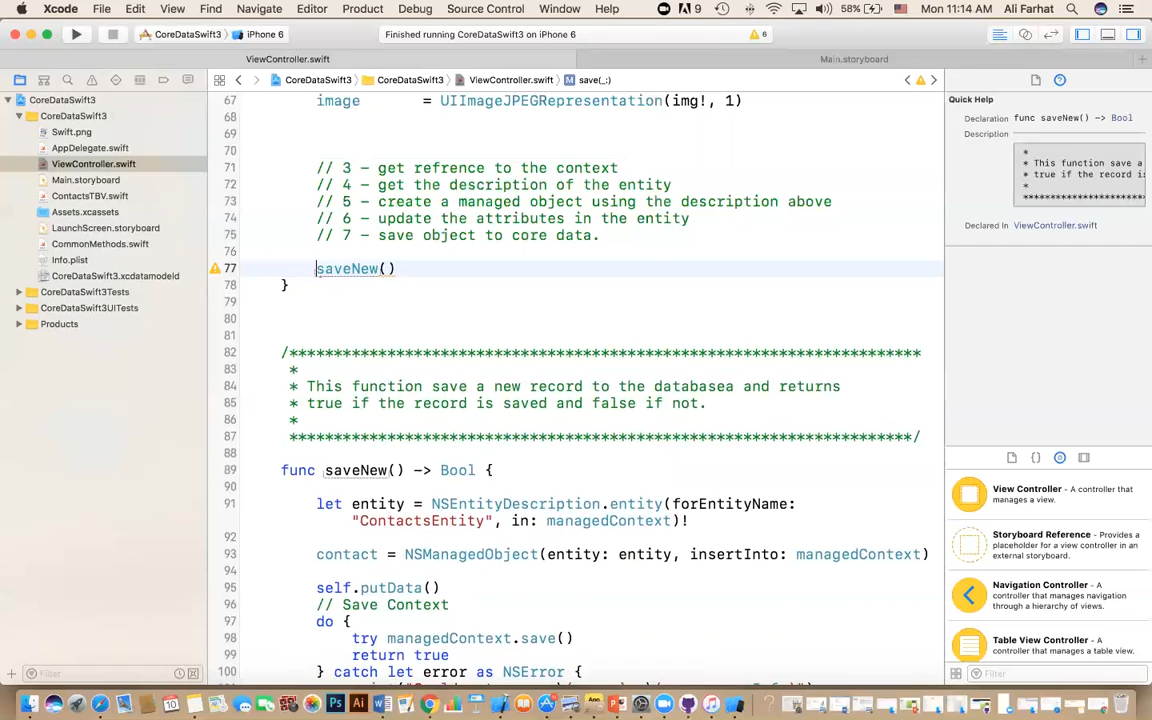 Xcode File Edit View Find Navigate Editor Product Debug Source Control Window Help 9 58% Mon 11:14 AM Ali Farhat
CoreDataSwift3 iPhone 6 Finished running CoreDataSwift3 on iPhone 6 6
ViewController.swift Main.storyboard
CoreDataSwift3 CoreDataSwift3 ViewController.swift M save(_:)
CoreDataSwift3
CoreDataSwift3
Swift.png
AppDelegate.swift
ViewController.swift
Main.storyboard
ContactsTBV.swift
Assets.xcassets
LaunchScreen.storyboard
CommonMethods.swift
Info.plist
CoreDataSwift3.xcdatamodeld
CoreDataSwift3Tests
CoreDataSwift3UITests
Products
Filter
67 image = UIImageJPEGRepresentation(img!, 1)
68
69
70
71 // 3 – get refrence to the context
72 // 4 – get the description of the entity
73 // 5 – create a managed object using the description above
74 // 6 – update the attributes in the entity
75 // 7 – save object to core data.
76
77 saveNew()
78 }
79
80
81
82 /***********************************************************************
83 *
84 * This function save a new record to the databasea and returns
85 * true if the record is saved and false if not.
86 *
87 ***********************************************************************/
89 func saveNew() -> Bool {
90
91 let entity = NSEntityDescription.entity(forEntityName:
"ContactsEntity", in: managedContext)!
92
93 contact = NSManagedObject(entity: entity, insertInto: managedContext)
94
95 self.putData()
96 // Save Context
97 do {
98 try managedContext.save()
99 return true
100 } catch let error as NSError {
Quick Help
Declaration func saveNew() -> Bool
Description
*
* This function save a
* true if the record is
*
Declared In ViewController.swift
View Controller - A controller that manages a view.
Storyboard Reference - Provides a placeholder for a view controller in an external storyboard.
Navigation Controller - A controller that manages navigation through a hierarchy of views.
Table View Controller - A controller that manages a table view.
Filter